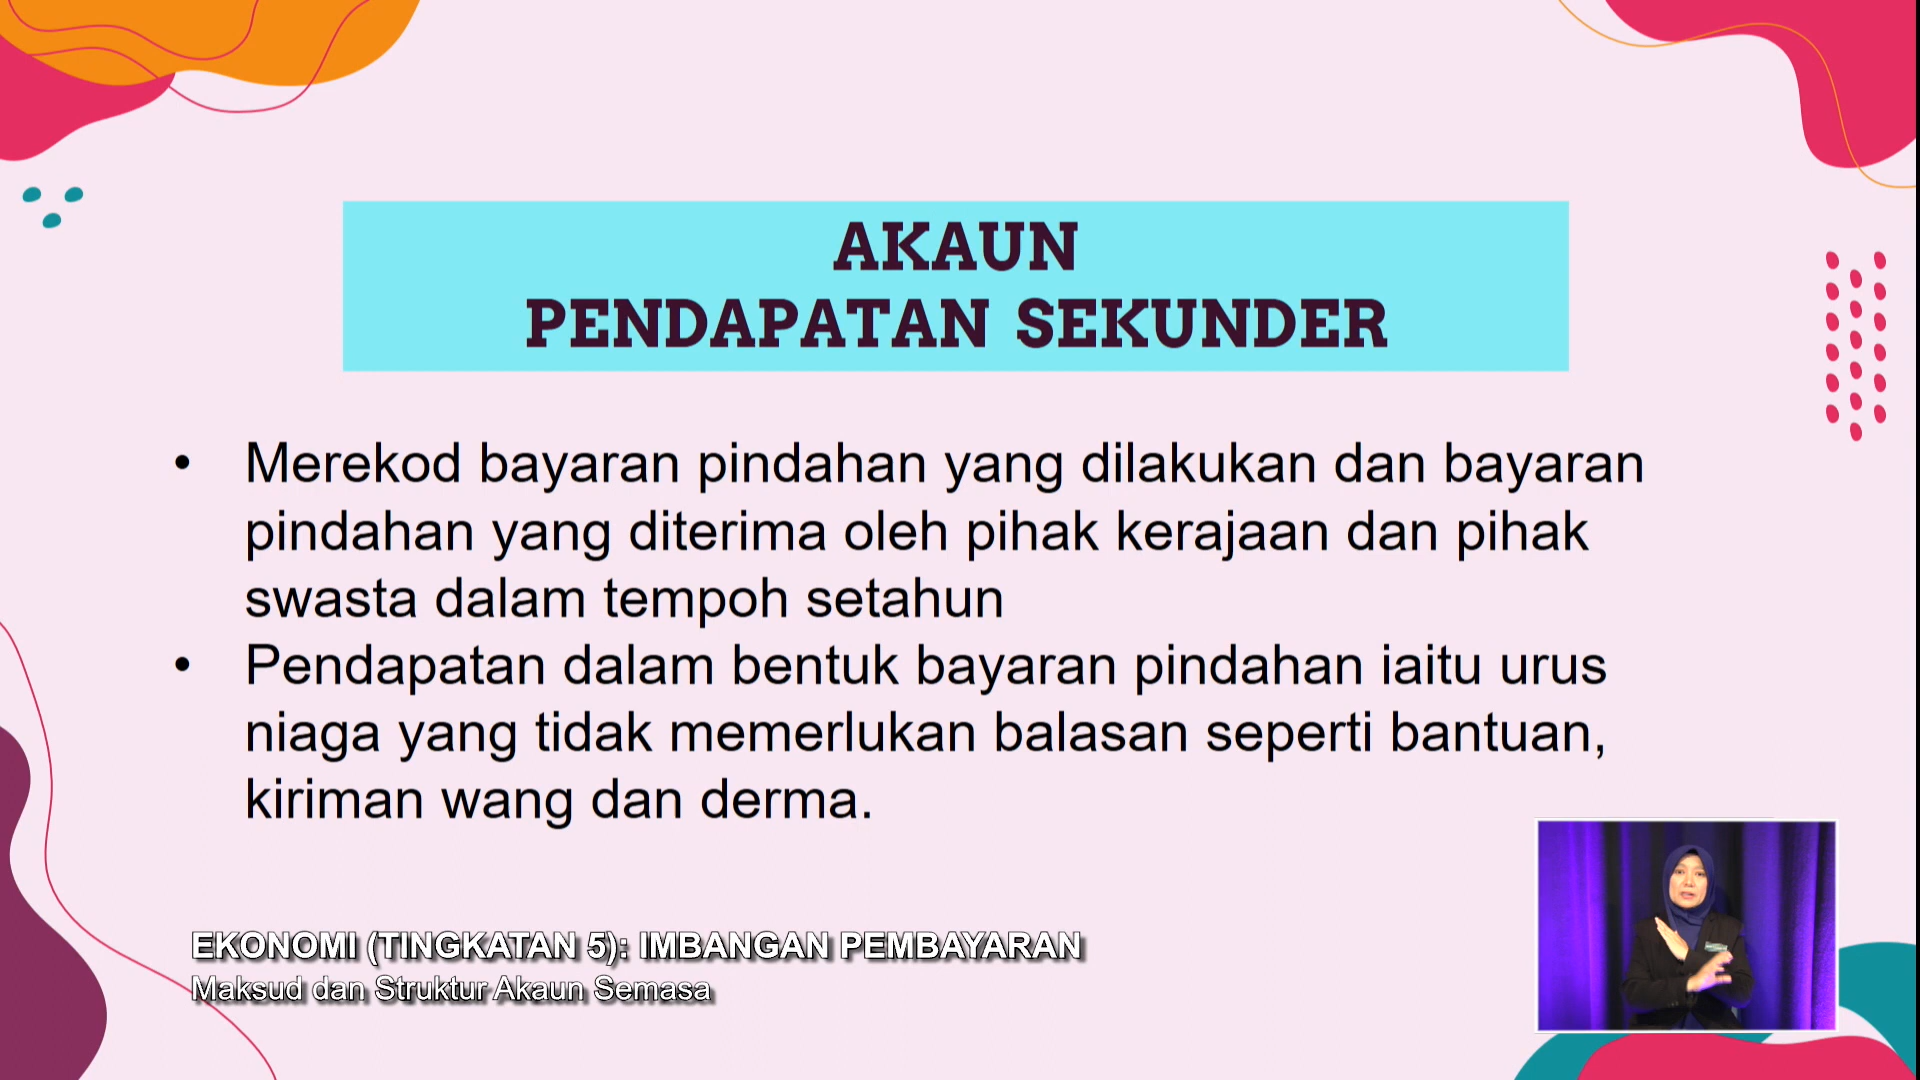 AKAUN
PENDAPATAN SEKUNDER
• Merekod bayaran pindahan yang dilakukan dan bayaran
pindahan yang diterima oleh pihak kerajaan dan pihak
swasta dalam tempoh setahun
• Pendapatan dalam bentuk bayaran pindahan iaitu urus
niaga yang tidak memerlukan balasan seperti bantuan,
kiriman wang dan derma.
EKONOMI (TINGKATAN 5): IMBANGAN PEMBAYARAN
Maksud dan Struktur Akaun Semasa